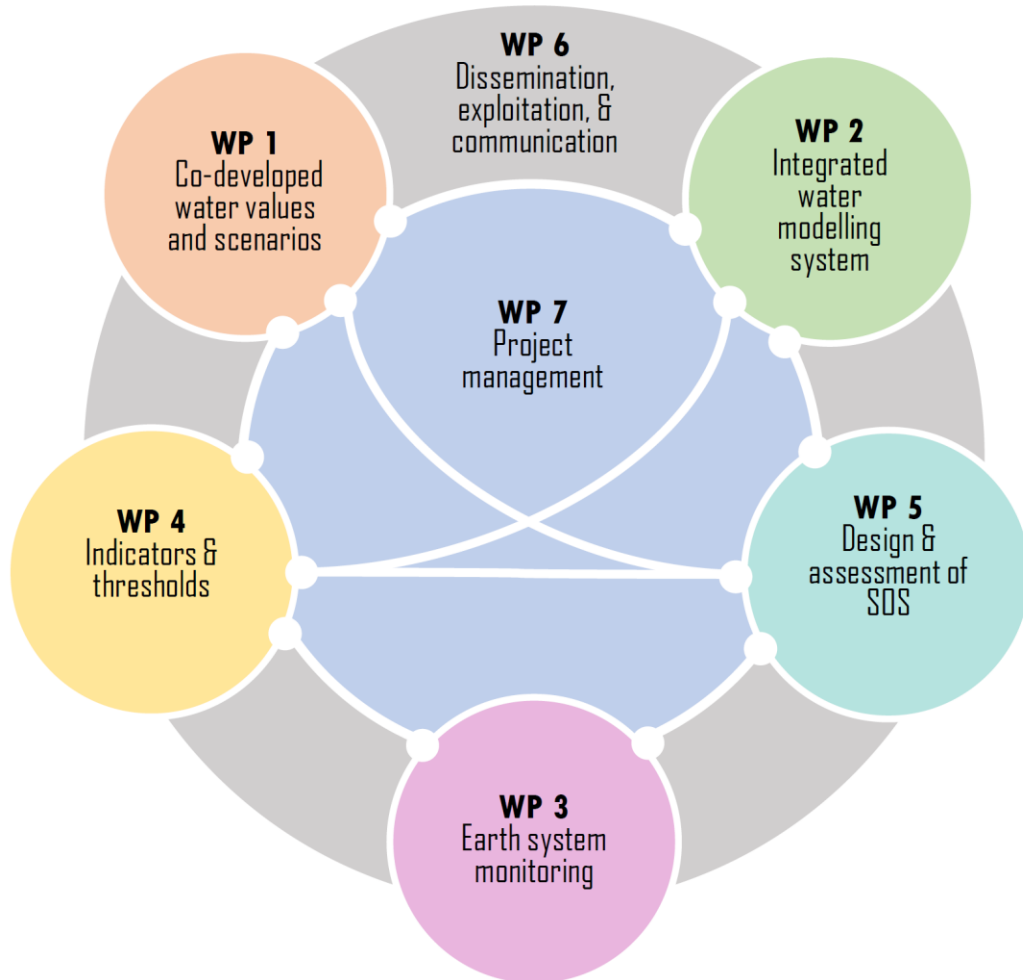 WP 6
Dissemination,
exploitation, &
communication
WP 1
Co-developed
water values
and scenarios
WP 2
Integrated
water
modelling
system
WP 7
Project
management
WP 4
Indicators &
thresholds
WP 5
Design &
assessment of
SOS
WP 3
Earth system
monitoring